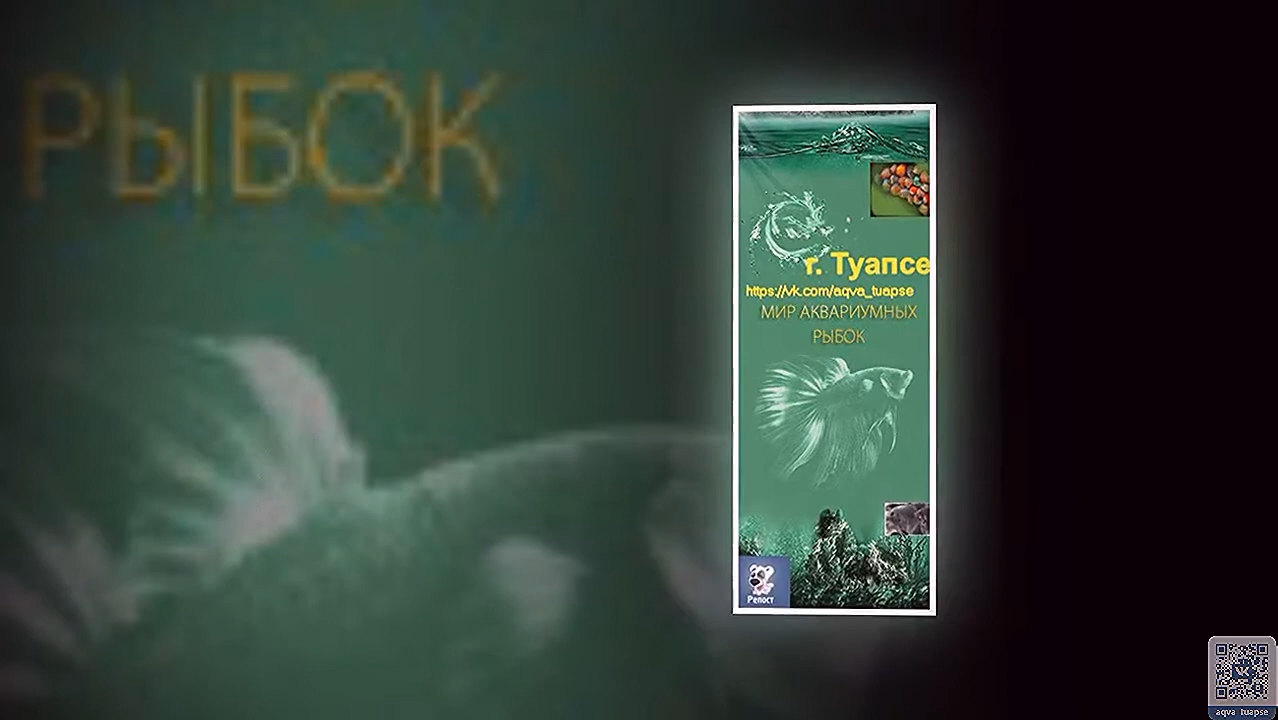 РЫБОК
г. Туапсе
https://vk.com/aqva_tuapse
МИР АКВАРИУМНЫХ
РЫБОК
Репост
aqva_tuapse